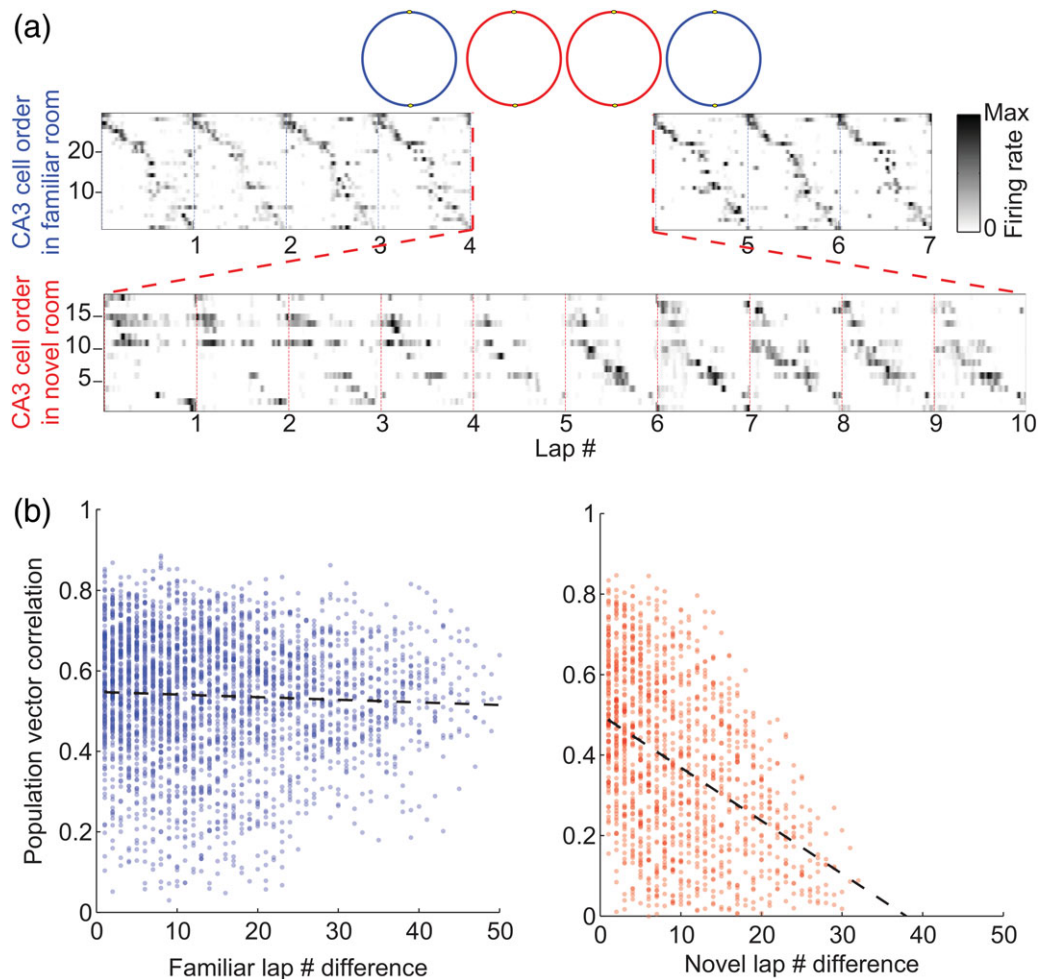 (a)
CA3 cell order
in familiar room
20
10
1 2 3 4
5 6 7
Max
0
Firing rate
CA3 cell order
in novel room
15
10
5
1 2 3 4 5 6 7 8 9 10
Lap #
(b)
Population vector correlation
1
0.8
0.6
0.4
0.2
0
0 10 20 30 40 50
Familiar lap # difference
1
0.8
0.6
0.4
0.2
0
0 10 20 30 40 50
Novel lap # difference